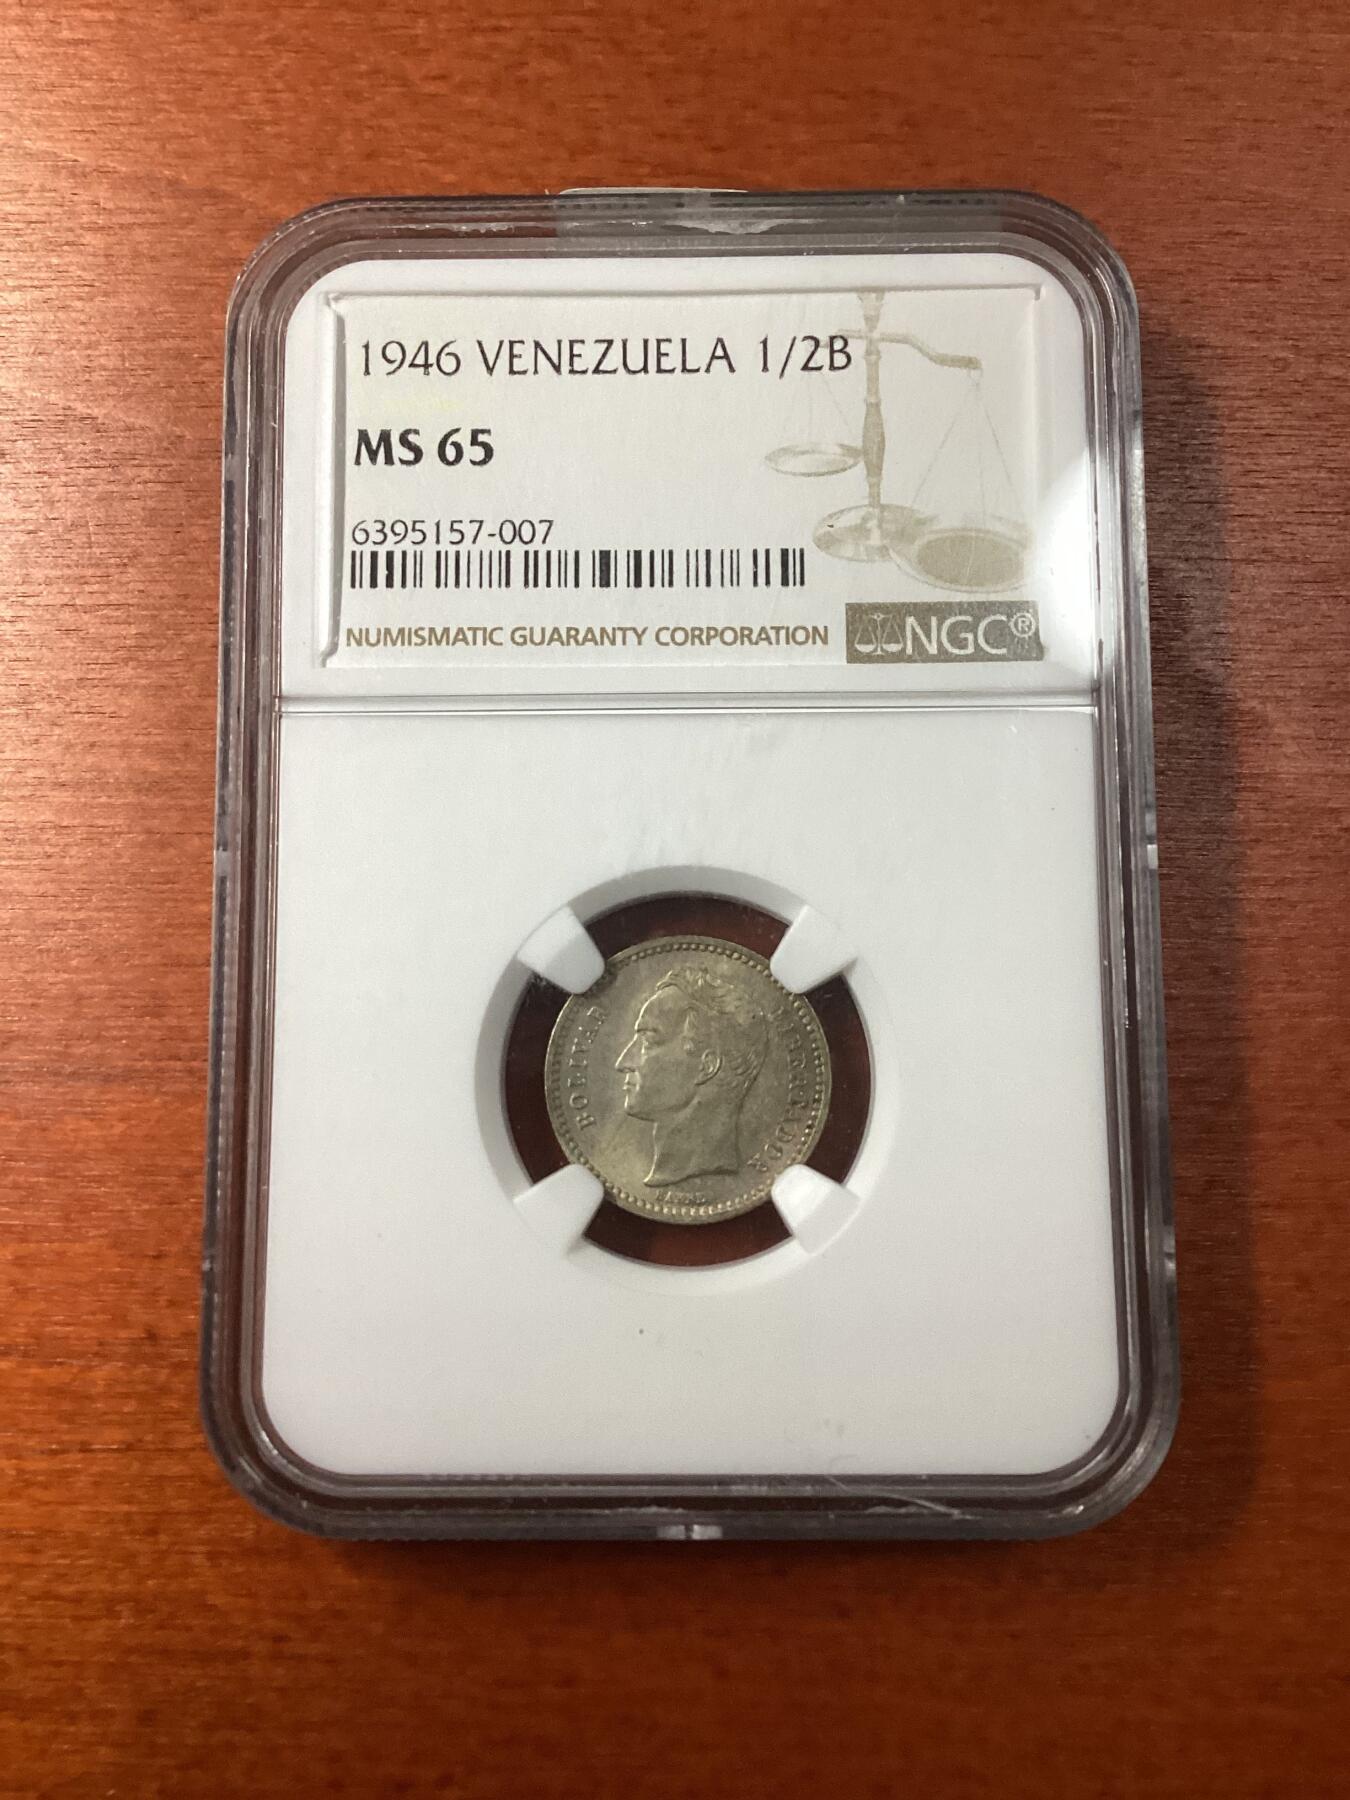 1946 VENEZUELA 1/2B
MS 65
6395157-007
NUMISMATIC GUARANTY CORPORATION NGC®
BOLIVAR LIBERTADOR